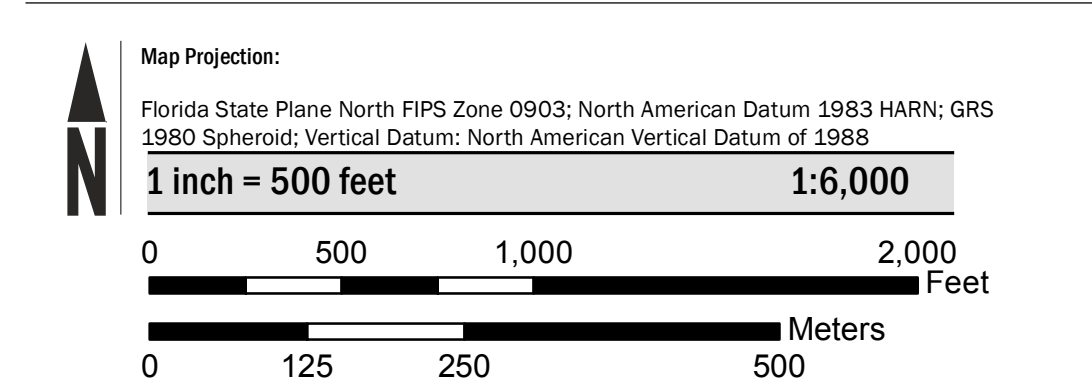 Map Projection:
Florida State Plane North FIPS Zone 0903; North American Datum 1983 HARN; GRS
1980 Spheroid; Vertical Datum: North American Vertical Datum of 1988
N
1 inch = 500 feet 1:6,000
0 500 1,000 2,000
Feet
Meters
0 125 250 500